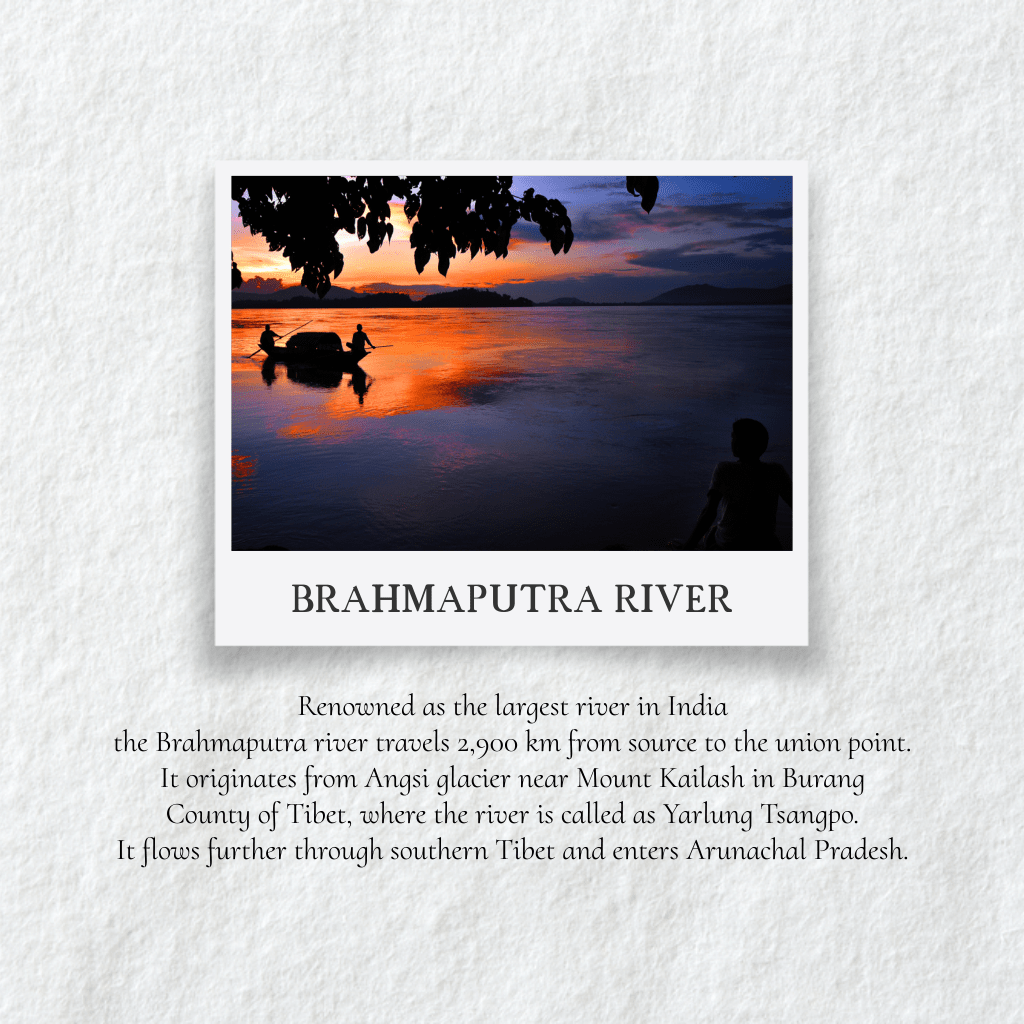 BRAHMAPUTRA RIVER
Renowned as the largest river in India
the Brahmaputra river travels 2,900 km from source to the union point.
It originates from Angsi glacier near Mount Kailash in Burang
County of Tibet, where the river is called as Yarlung Tsangpo.
It flows further through southern Tibet and enters Arunachal Pradesh.